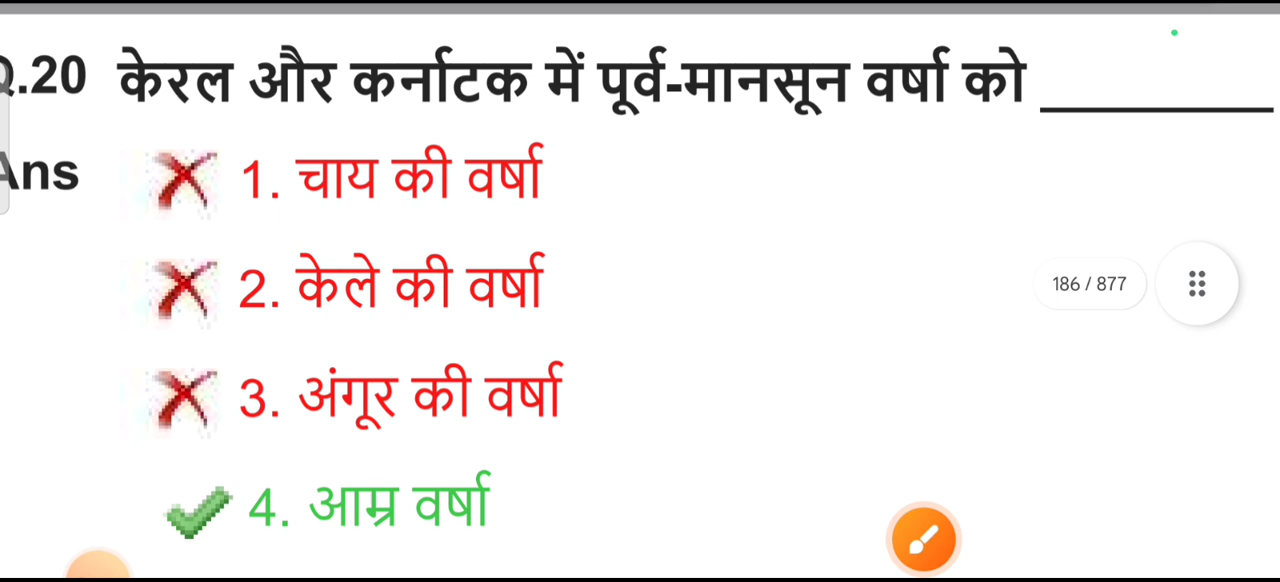 .20 केरल और कर्नाटक में पूर्व-मानसून वर्षा को __________
Ans
1. चाय की वर्षा
2. केले की वर्षा
186 / 877
3. अंगूर की वर्षा
4. आम्र वर्षा